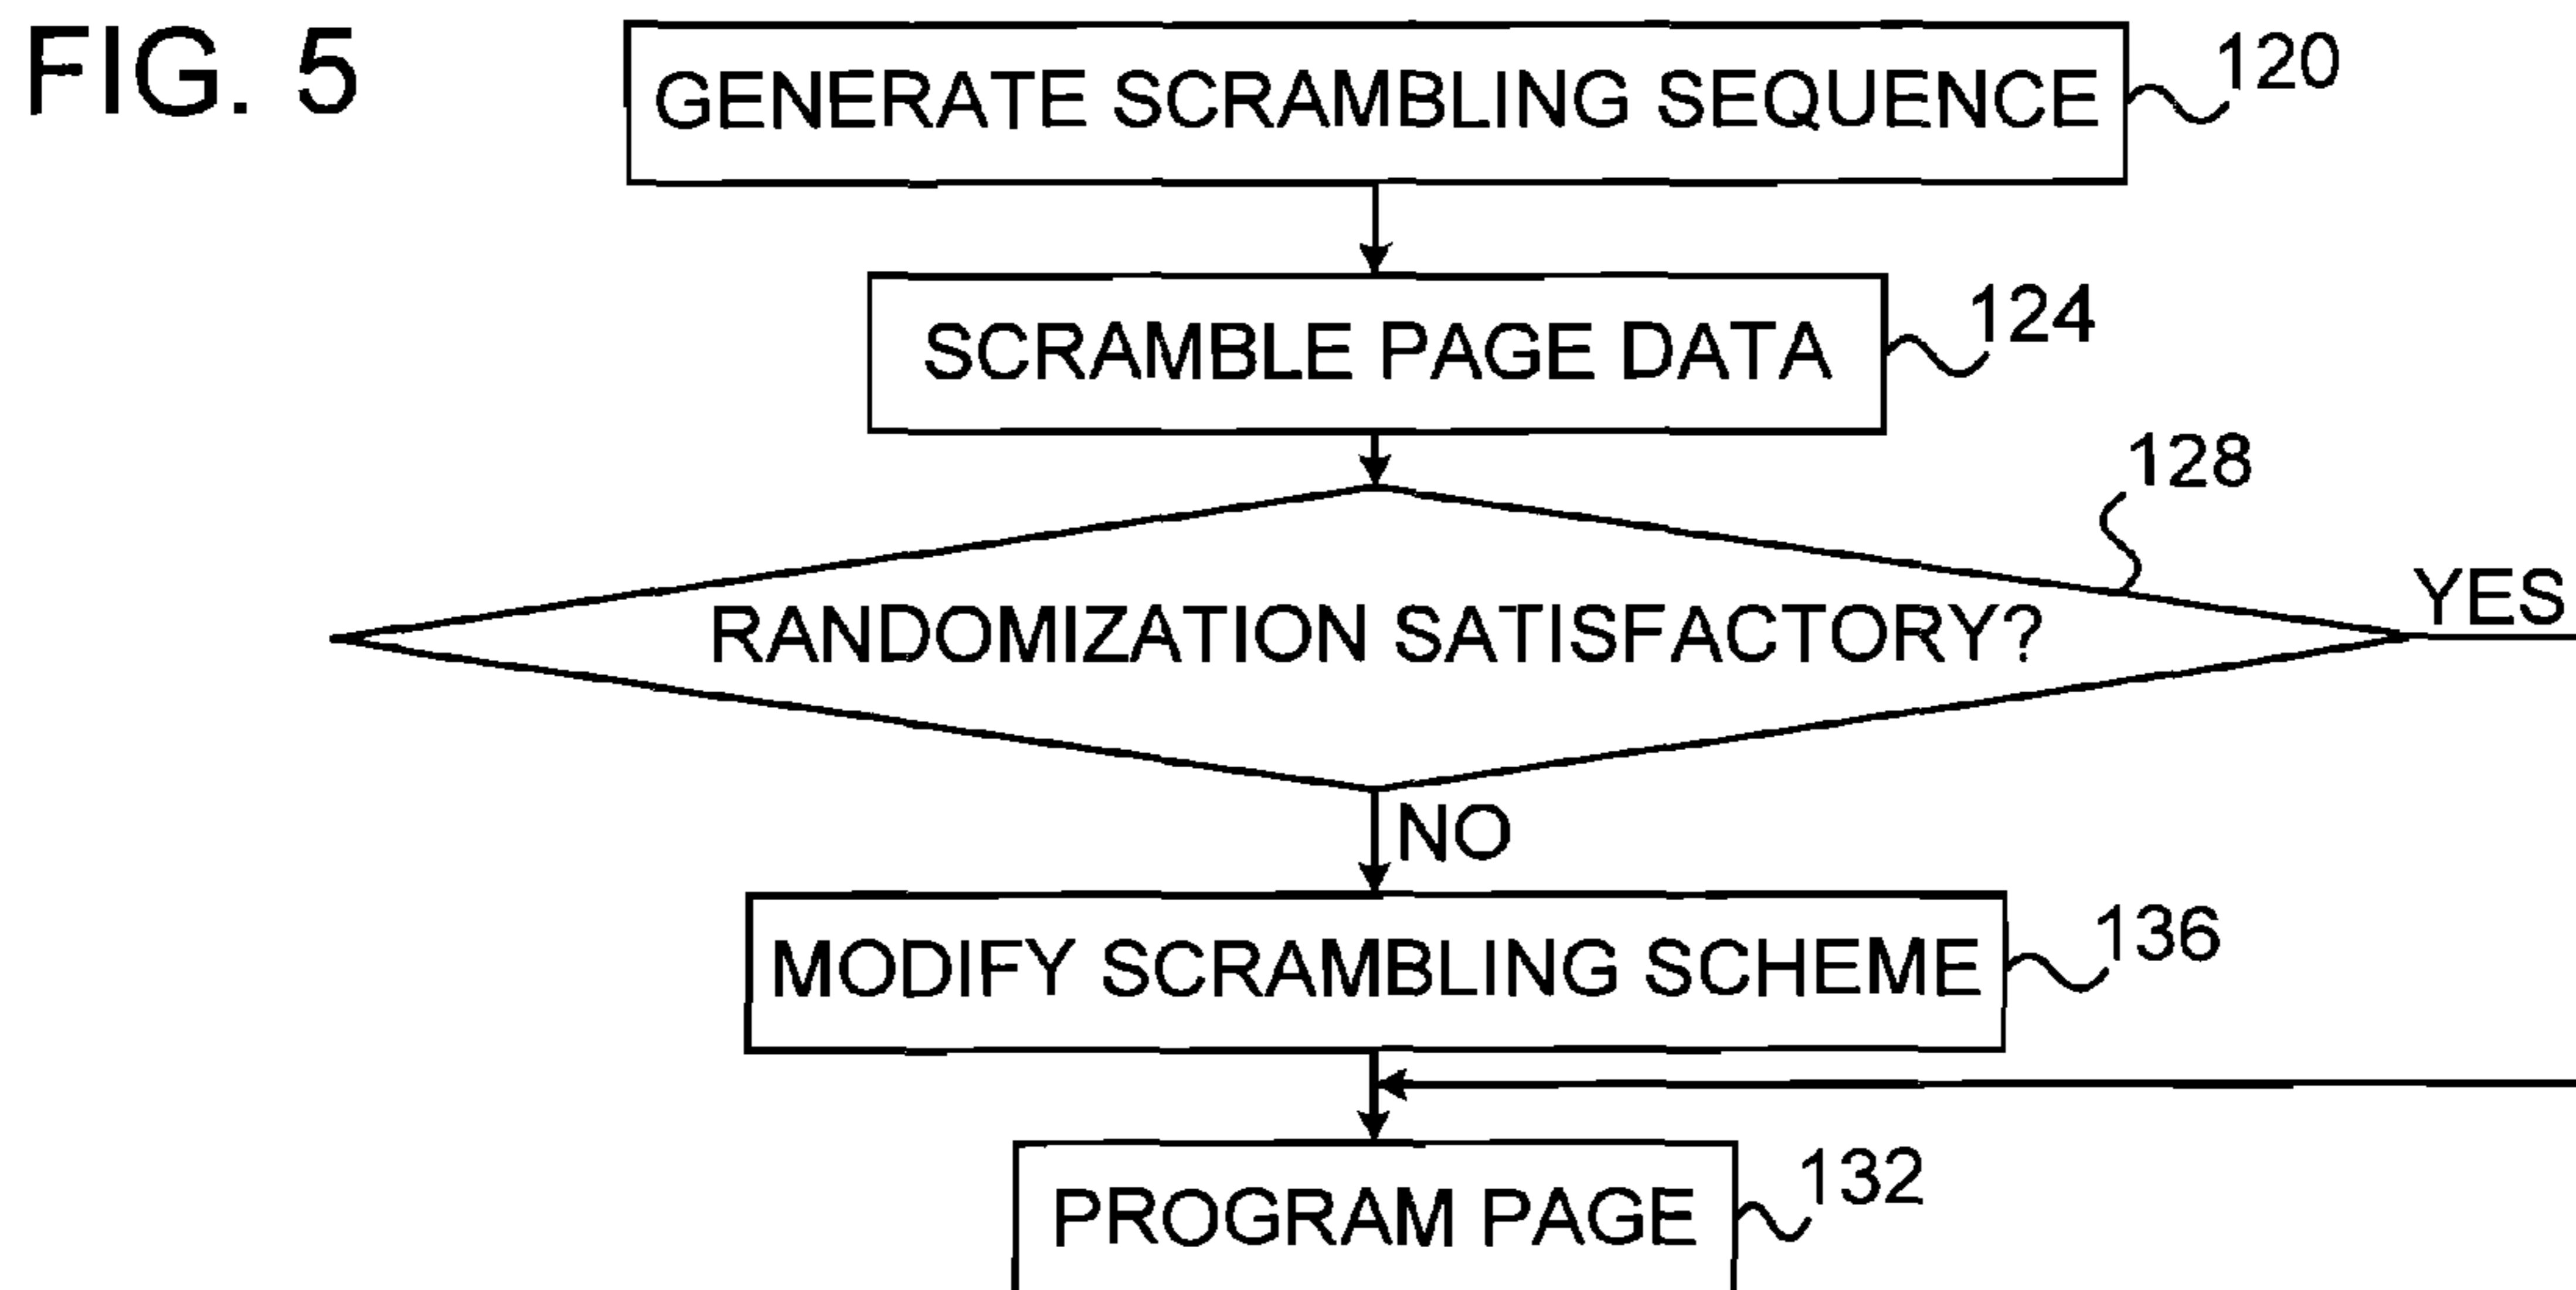 FIG. 5
GENERATE SCRAMBLING SEQUENCE
120
SCRAMBLE PAGE DATA
124
128
RANDOMIZATION SATISFACTORY?
YES
NO
MODIFY SCRAMBLING SCHEME
136
PROGRAM PAGE
132